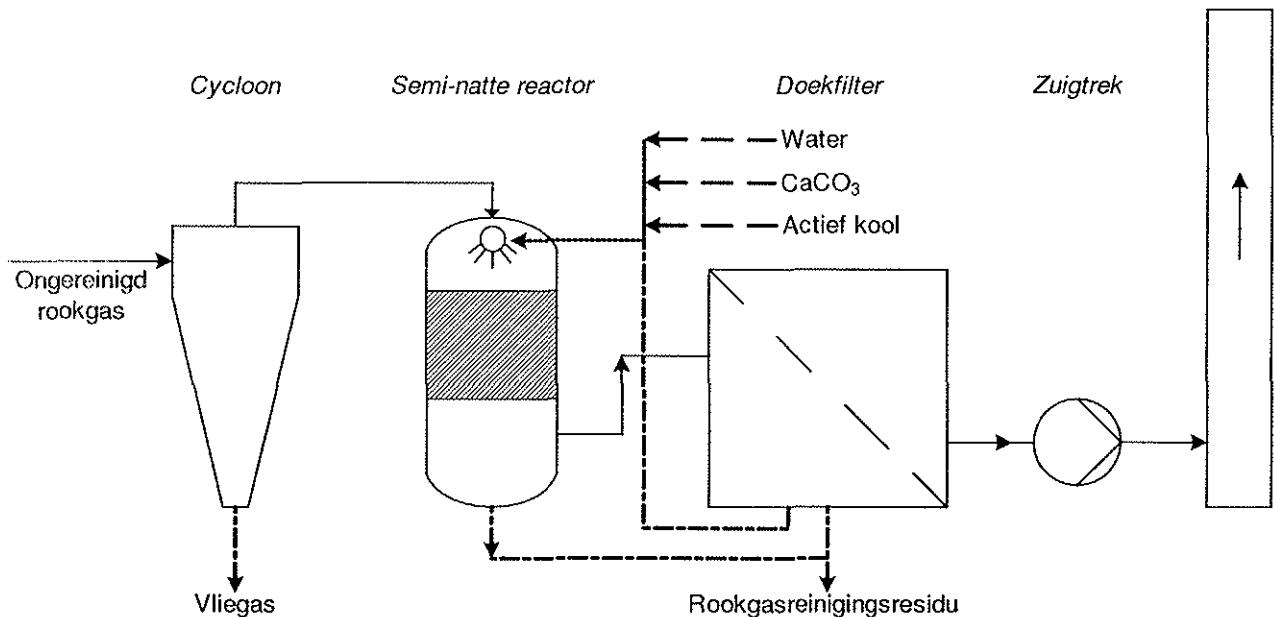 Cycloon
Semi-natte reactor
Doekfilter
Zuigtrek
Water
CaCO₃
Actief kool
Ongereinigd
rookgas
Vliegas
Rookgasreinigingsresidu